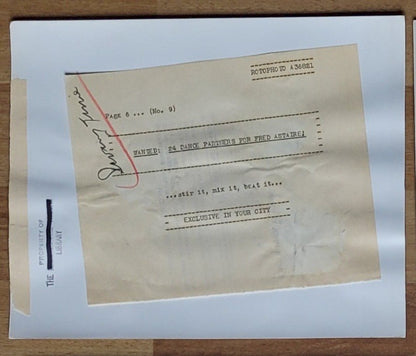 ROTOPHOTO A36821
PAGE 6 ... (No. 9)
WANTED: 24 DANCE PARTNERS FOR FRED ASTAIRE!
...stir it, mix it, beat it...
EXCLUSIVE IN YOUR CITY
PROPERTY OF
THE
LIBRARY